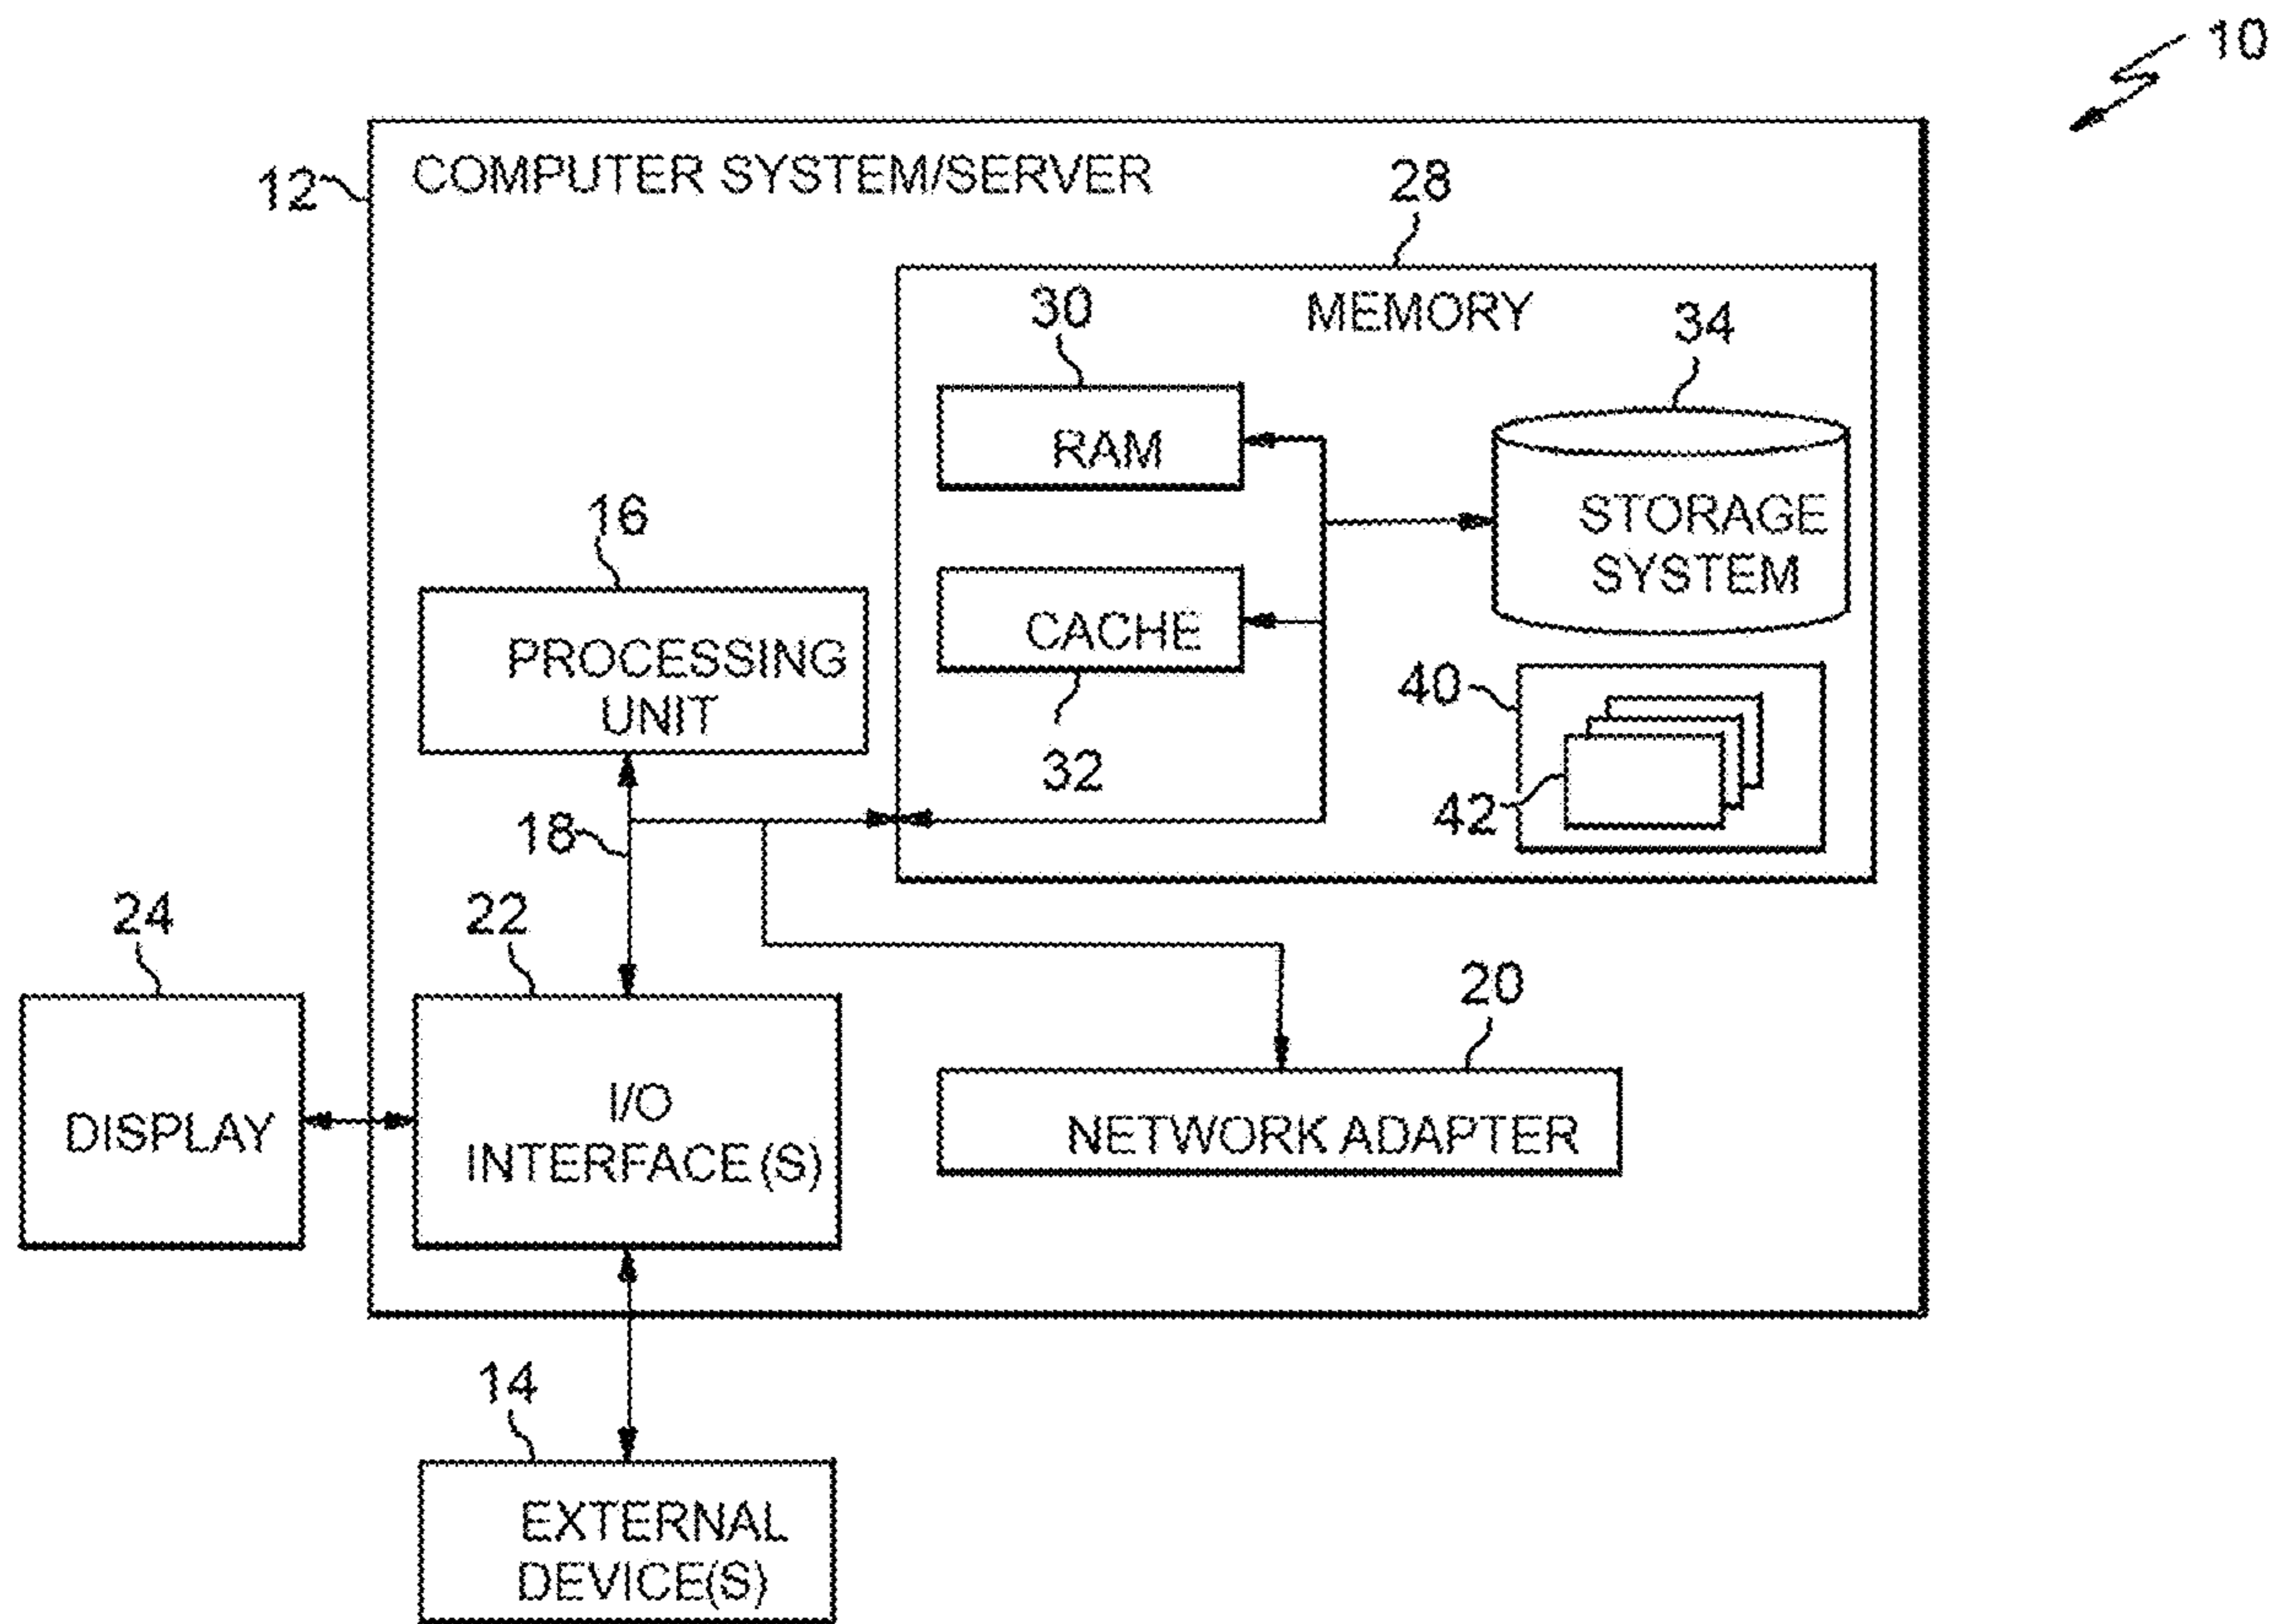 10
12
COMPUTER SYSTEM/SERVER
28
MEMORY
30
34
RAM
STORAGE
SYSTEM
16
CACHE
PROCESSING
UNIT
40
32
42
18
24
22
20
DISPLAY
I/O
INTERFACE(S)
NETWORK ADAPTER
14
EXTERNAL
DEVICE(S)